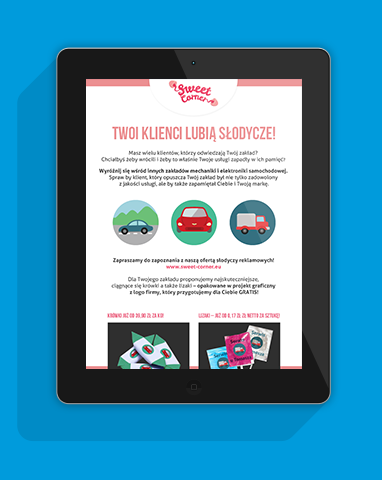 Sweet
Corner
TWOI KLIENCI LUBIĄ SŁODYCZE!
Masz wielu klientów, którzy odwiedzają Twój zakład?
Chciałbyś żeby wrócili i żeby to właśnie Twoje usługi zapadły w ich pamięć?
Wyróżnij się wśród innych zakładów mechaniki i elektroniki samochodowej.
Spraw by klient, który opuszcza Twój zakład był nie tylko zadowolony
z jakości usługi, ale by także zapamiętał Ciebie i Twoją markę.
Zapraszamy do zapoznania z naszą ofertą słodyczy reklamowych!
www.sweet-corner.eu
Dla Twojego zakładu proponujemy najskuteczniejsze,
ciągnące się krówki a także lizaki – opakowane w projekt graficzny
z logo firmy, który przygotujemy dla Ciebie GRATIS!
KRÓWKI JUŻ OD 30,90 ZŁ ZA KG!
LIZAKI – JUŻ OD 0,17 ZŁ NETTO ZA SZTUKĘ!